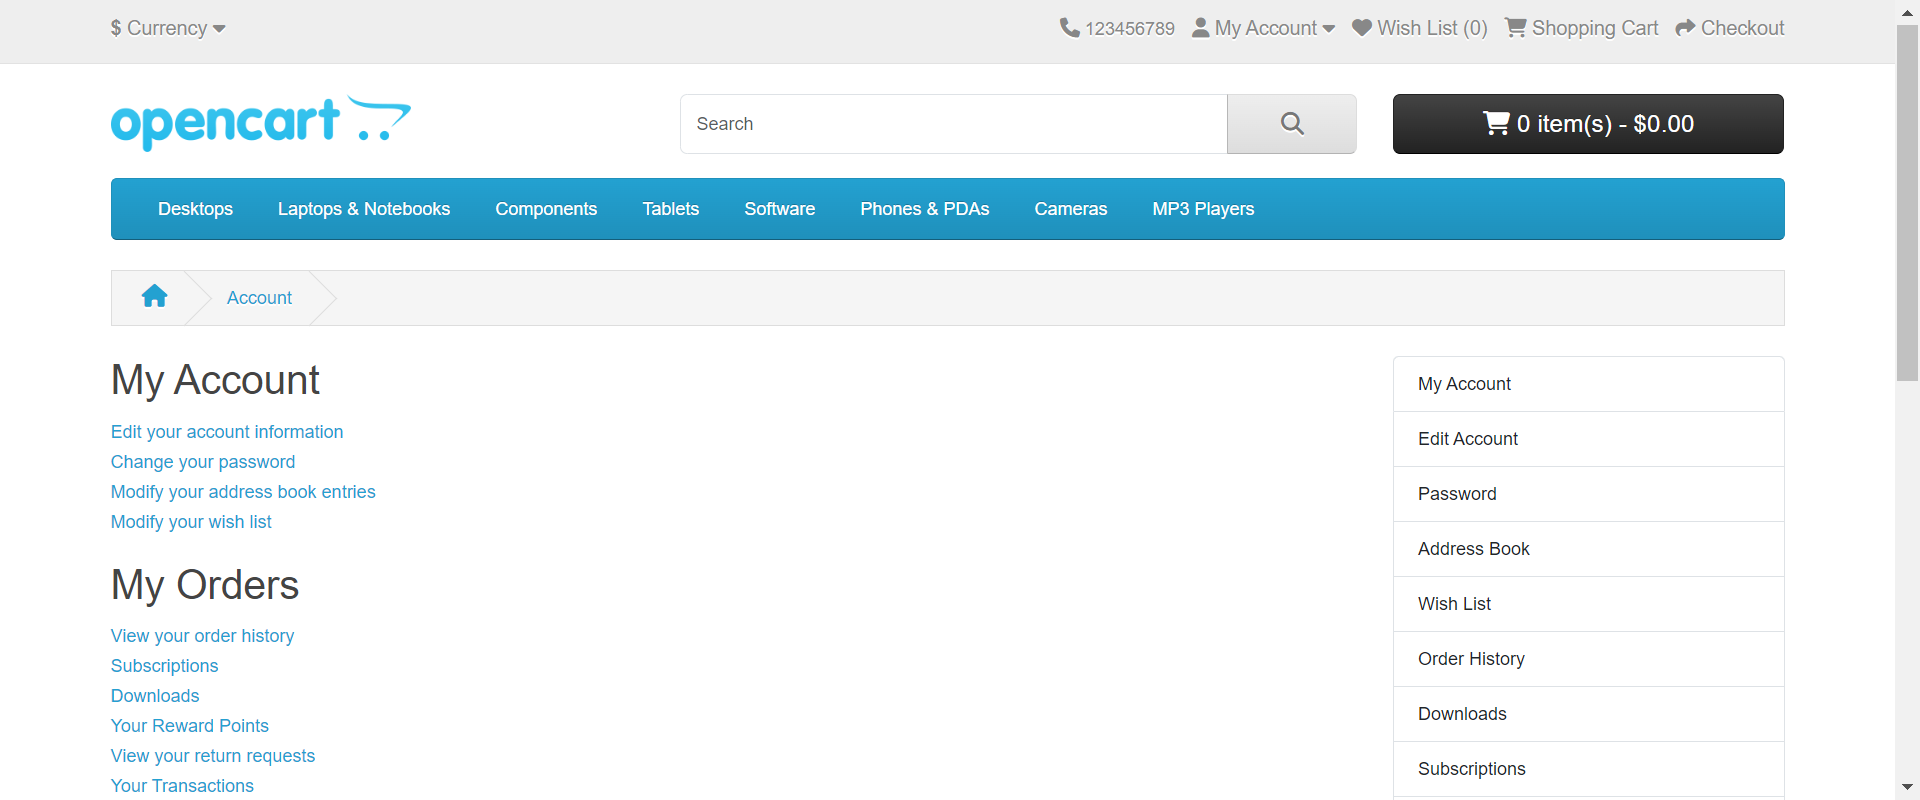 $ Currency
123456789 My Account Wish List (0) Shopping Cart Checkout
opencart
Search
0 item(s) - $0.00
Desktops Laptops & Notebooks Components Tablets Software Phones & PDAs Cameras MP3 Players
Account
My Account
Edit your account information
Change your password
Modify your address book entries
Modify your wish list
My Orders
View your order history
Subscriptions
Downloads
Your Reward Points
View your return requests
Your Transactions
My Account
Edit Account
Password
Address Book
Wish List
Order History
Downloads
Subscriptions